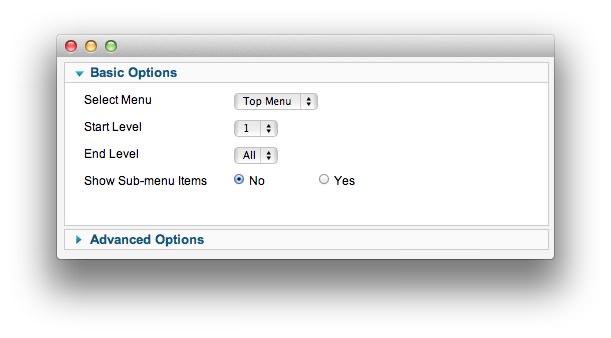 Basic Options
Select Menu Top Menu
Start Level 1
End Level All
Show Sub-menu Items No Yes
Advanced Options